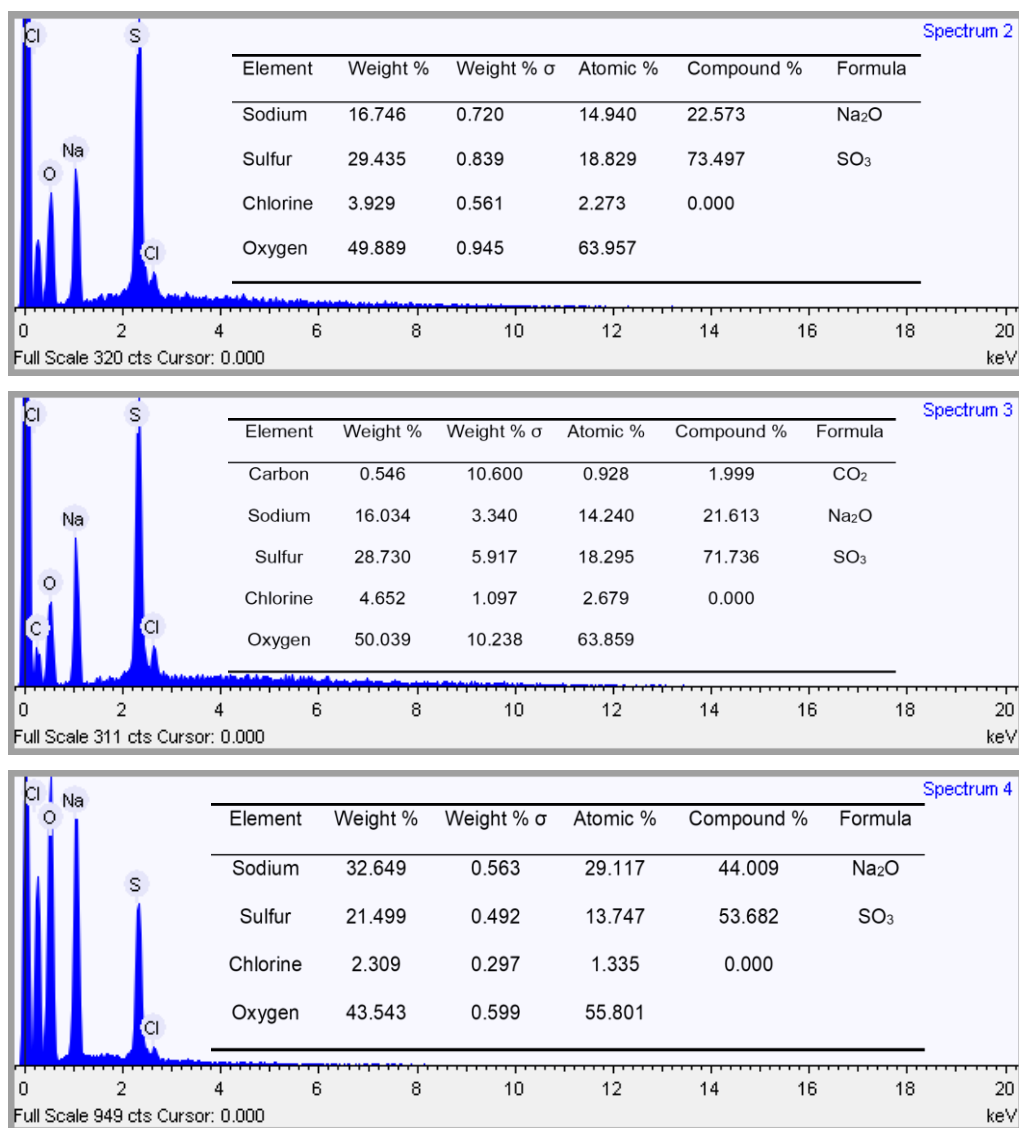 Cl S Spectrum 2
Element Weight % Weight % σ Atomic % Compound % Formula
Sodium 16.746 0.720 14.940 22.573 Na₂O
Na
Sulfur 29.435 0.839 18.829 73.497 SO₃
O
Chlorine 3.929 0.561 2.273 0.000
Cl
Oxygen 49.889 0.945 63.957
0 2 4 6 8 10 12 14 16 18 20
Full Scale 320 cts Cursor: 0.000 keV
Cl S Spectrum 3
Element Weight % Weight % σ Atomic % Compound % Formula
Carbon 0.546 10.600 0.928 1.999 CO₂
Na
Sodium 16.034 3.340 14.240 21.613 Na₂O
Sulfur 28.730 5.917 18.295 71.736 SO₃
O
Chlorine 4.652 1.097 2.679 0.000
C Cl
Oxygen 50.039 10.238 63.859
0 2 4 6 8 10 12 14 16 18 20
Full Scale 311 cts Cursor: 0.000 keV
Cl Na Spectrum 4
O
Element Weight % Weight % σ Atomic % Compound % Formula
Sodium 32.649 0.563 29.117 44.009 Na₂O
S
Sulfur 21.499 0.492 13.747 53.682 SO₃
Chlorine 2.309 0.297 1.335 0.000
Oxygen 43.543 0.599 55.801
Cl
0 2 4 6 8 10 12 14 16 18 20
Full Scale 949 cts Cursor: 0.000 keV